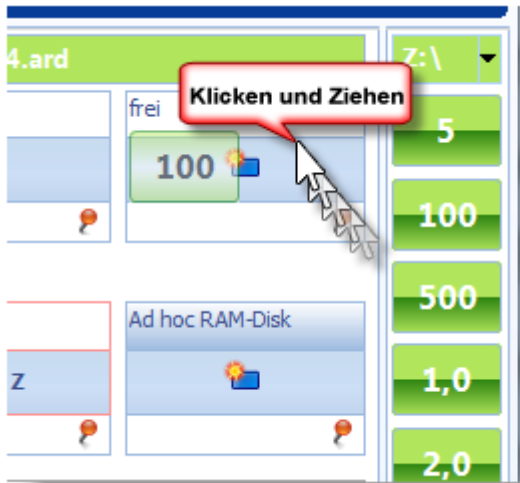 4.ard
Z:\
frei
Klicken und Ziehen
5
100
100
500
Ad hoc RAM-Disk
z
1,0
2,0